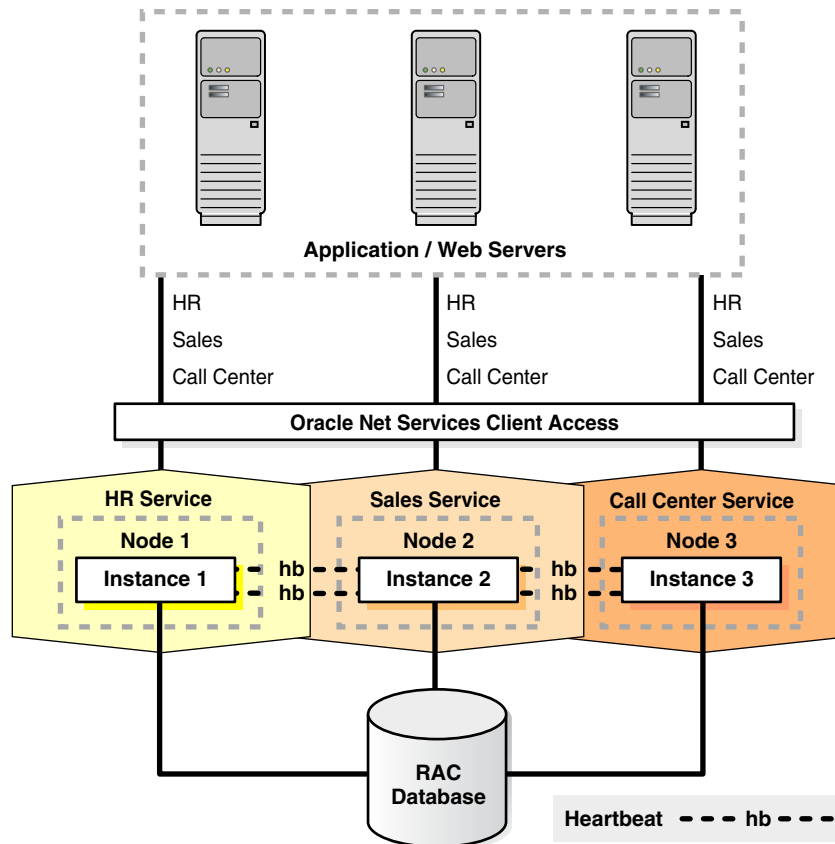 Application / Web Servers
HR
Sales
Call Center
HR
Sales
Call Center
HR
Sales
Call Center
Oracle Net Services Client Access
HR Service
Node 1
Instance 1
hb
hb
Sales Service
Node 2
Instance 2
hb
hb
Call Center Service
Node 3
Instance 3
RAC
Database
Heartbeat hb